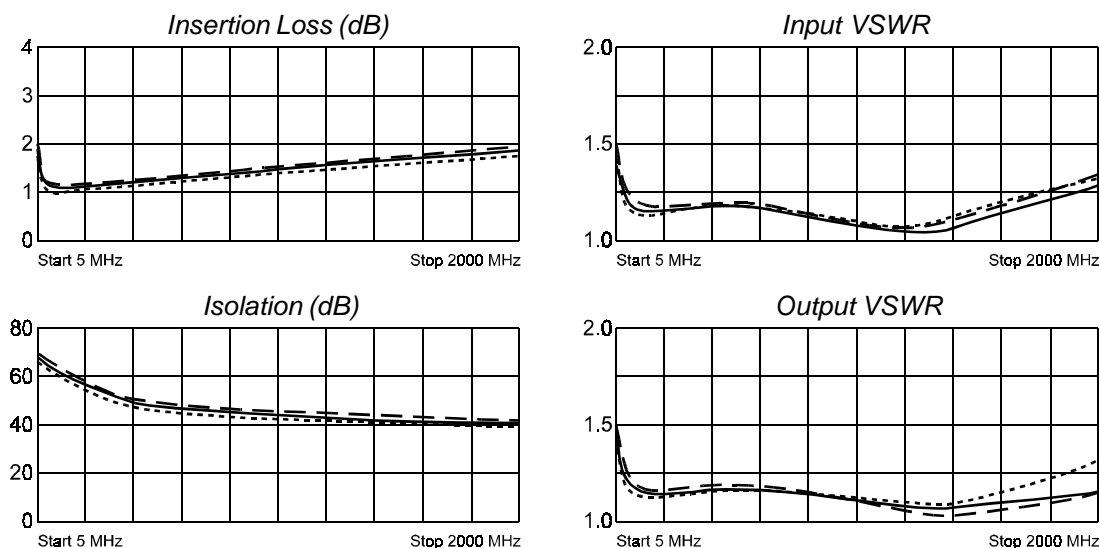 Insertion Loss (dB)
4
3
2
1
0
Start 5 MHz
Stop 2000 MHz
Input VSWR
2.0
1.5
1.0
Start 5 MHz
Stop 2000 MHz
Isolation (dB)
80
60
40
20
0
Start 5 MHz
Stop 2000 MHz
Output VSWR
2.0
1.5
1.0
Start 5 MHz
Stop 2000 MHz